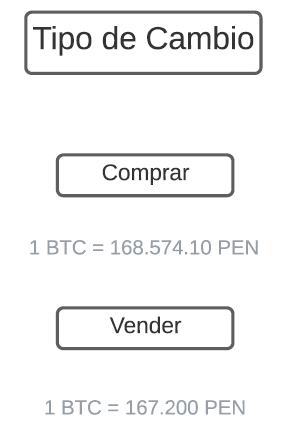 Tipo de Cambio
Comprar
1 BTC = 168.574.10 PEN
Vender
1 BTC = 167.200 PEN